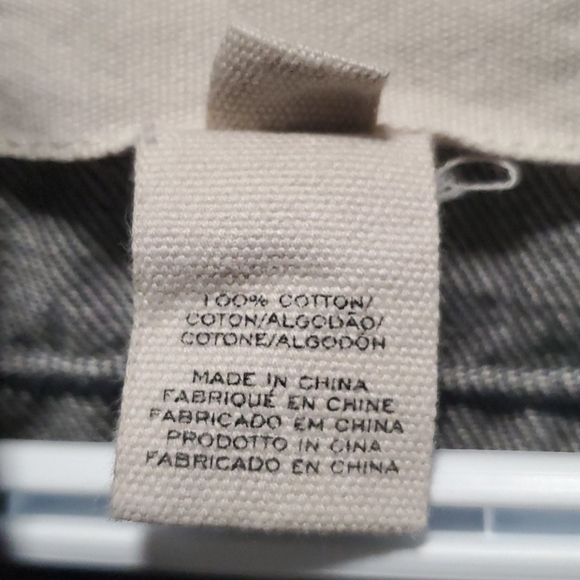 100% COTTON/
COTON/ALGODÃO/
COTONE/ALGODÓN
MADE IN CHINA
FABRIQUÉ EN CHINE
FABRICADO EM CHINA
PRODOTTO IN CINA
FABRICADO EN CHINA